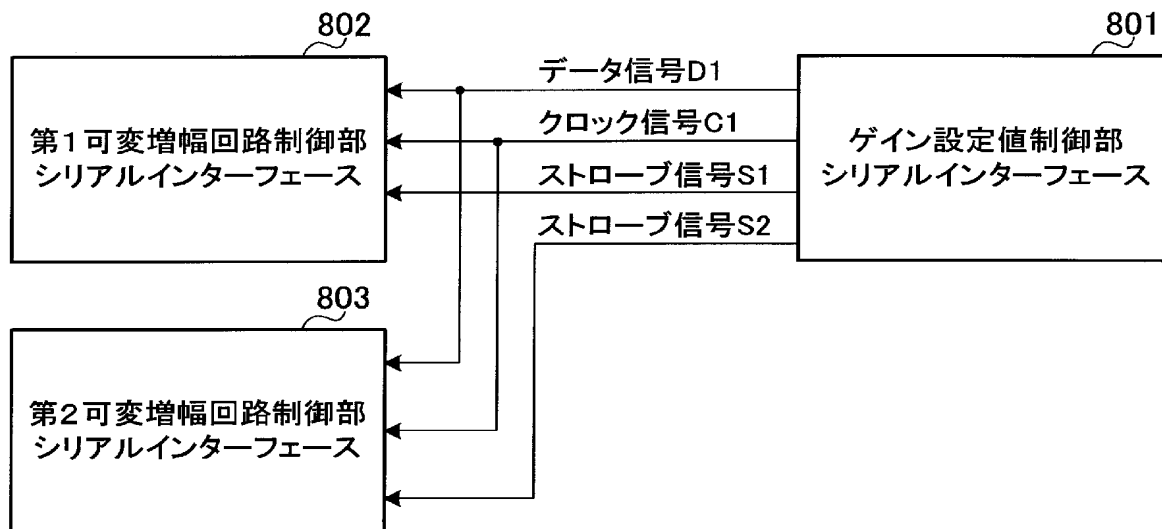 802
801
第1可変増幅回路制御部
シリアルインターフェース
データ信号D1
クロック信号C1
ストローブ信号S1
ストローブ信号S2
ゲイン設定値制御部
シリアルインターフェース
803
第2可変増幅回路制御部
シリアルインターフェース